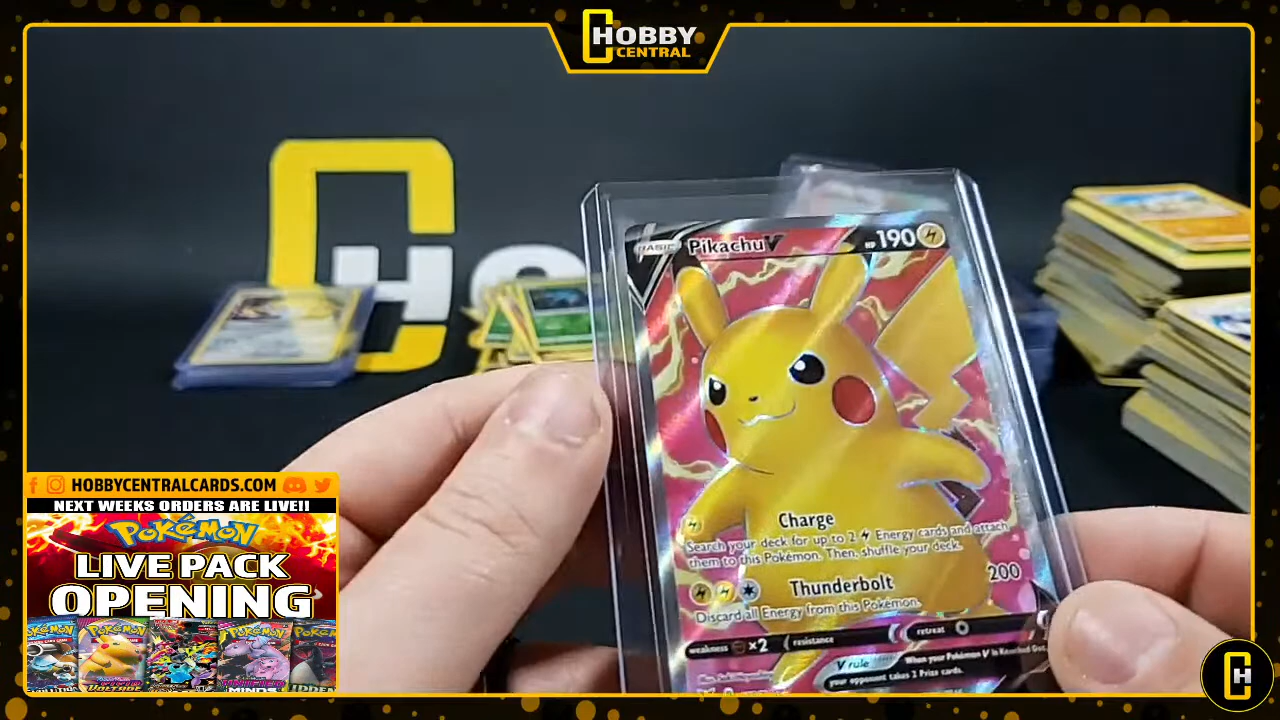 HOBBY
CENTRAL
BASIC Pikachu V HP 190
Charge
Search your deck for up to 2 Energy cards and attach
them to this Pokémon. Then, shuffle your deck.
Thunderbolt 200
Discard all Energy from this Pokémon.
weakness ×2 resistance retreat
V rule When your Pokémon V is Knocked Out,
your opponent takes 2 Prize cards.
HOBBYCENTRALCARDS.COM
NEXT WEEKS ORDERS ARE LIVE!!
POKéMON
LIVE PACK
OPENING
POKéMON
VOLTAGE
MINDS
CH